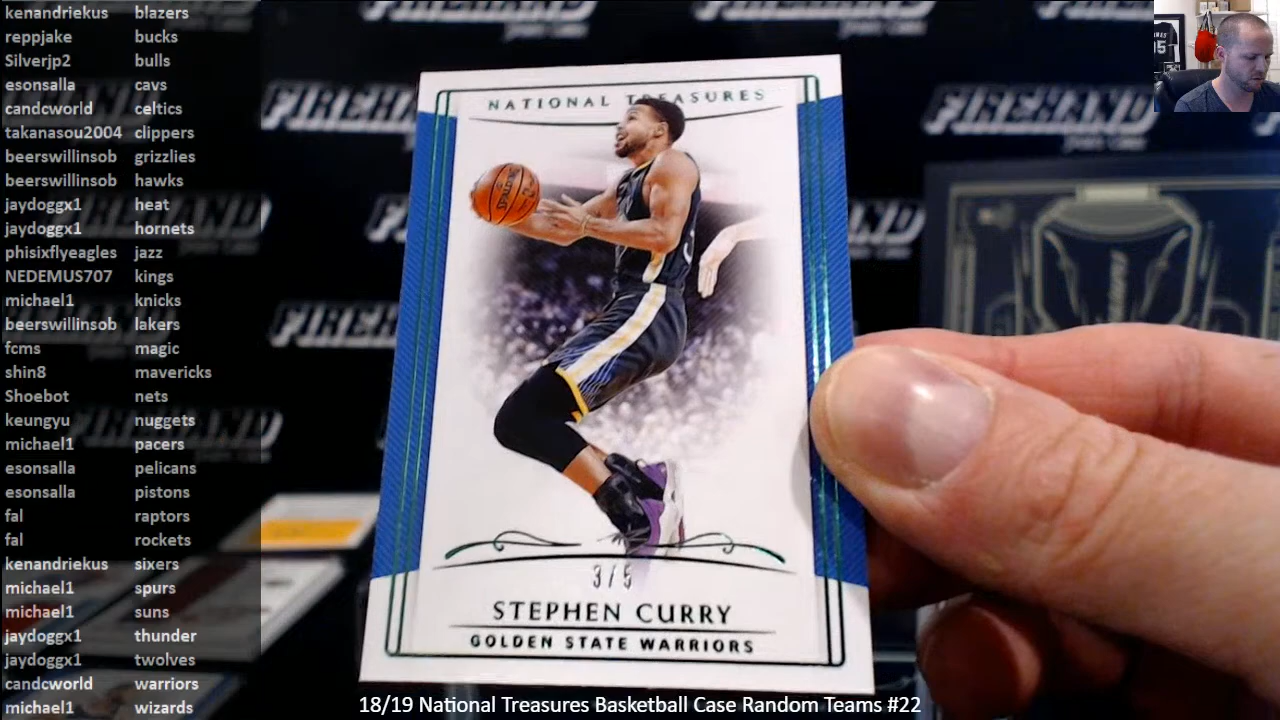 kenandriekus blazers
reppjake bucks
Silverjp2 bulls
esonsalla cavs
candcworld celtics
takanasou2004 clippers
beerswillinsob grizzlies
beerswillinsob hawks
jaydoggx1 heat
jaydoggx1 hornets
phisixflyeagles jazz
NEDEMUS707 kings
michael1 knicks
beerswillinsob lakers
fcms magic
shin8 mavericks
Shoebot nets
keungyu nuggets
michael1 pacers
esonsalla pelicans
esonsalla pistons
fal raptors
fal rockets
kenandriekus sixers
michael1 spurs
michael1 suns
jaydoggx1 thunder
jaydoggx1 twolves
candcworld warriors
michael1 wizards
NATIONAL TREASURES
SPALDING
3/5
STEPHEN CURRY
GOLDEN STATE WARRIORS
FIREHAND
FIREHAND
18/19 National Treasures Basketball Case Random Teams #22